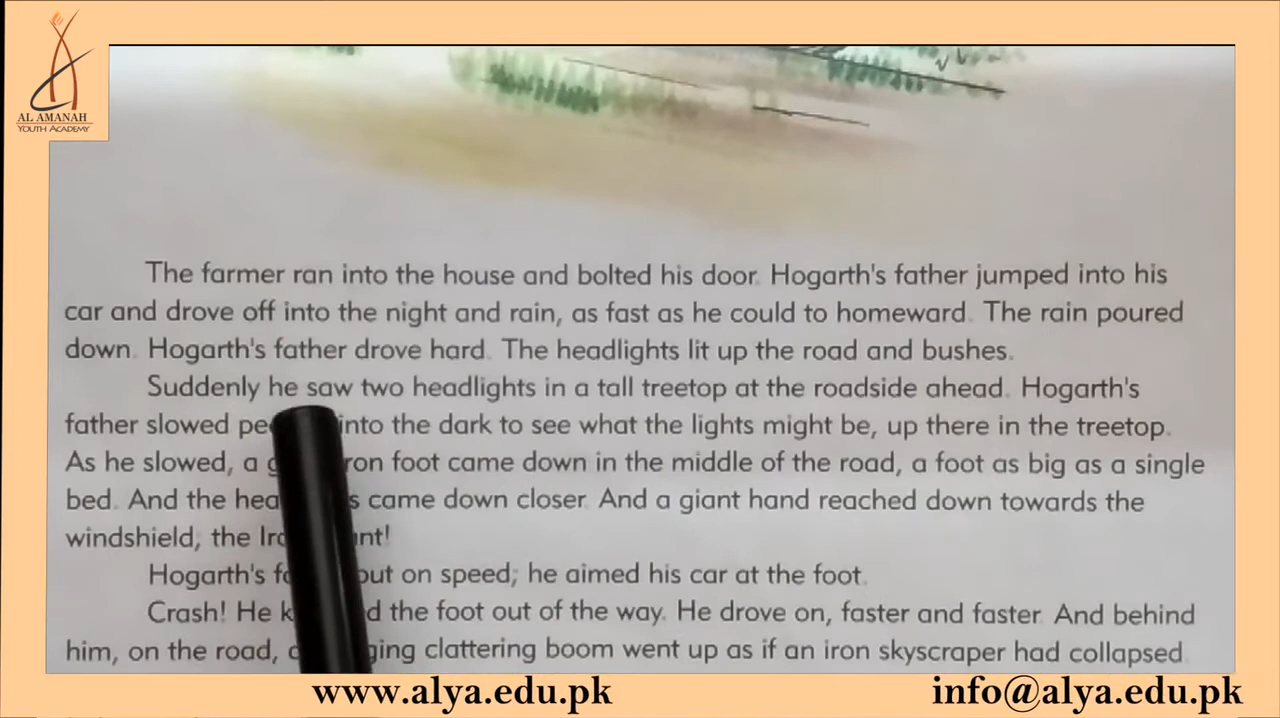 AL AMANAH
YOUTH ACADEMY
The farmer ran into the house and bolted his door. Hogarth's father jumped into his
car and drove off into the night and rain, as fast as he could to homeward. The rain poured
down. Hogarth's father drove hard. The headlights lit up the road and bushes.
Suddenly he saw two headlights in a tall treetop at the roadside ahead. Hogarth's
father slowed into the dark to see what the lights might be, up there in the treetop.
As he slowed, a foot came down in the middle of the road, a foot as big as a single
bed. And the came down closer. And a giant hand reached down towards the
windshield; the
Hogarth's put on speed; he aimed his car at the foot.
Crash! He the foot out of the way. He drove on, faster and faster. And behind
him, on the road, clattering boom went up as if an iron skyscraper had collapsed.
www.alya.edu.pk
info@alya.edu.pk